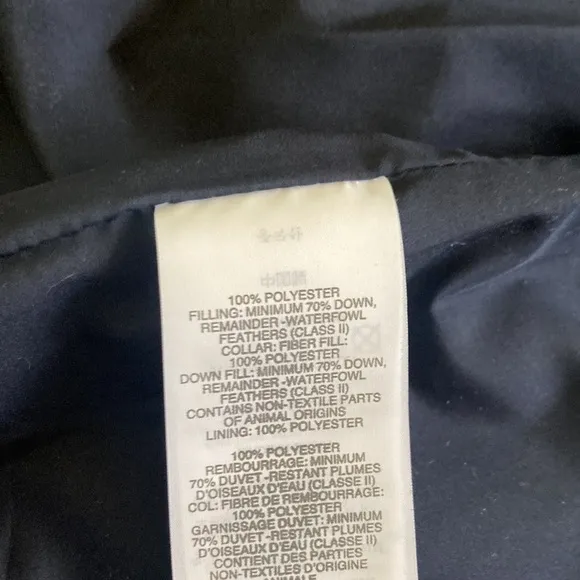 100% POLYESTER
FILLING: MINIMUM 70% DOWN,
REMAINDER -WATERFOWL
FEATHERS (CLASS II)
COLLAR: FIBER FILL:
100% POLYESTER
DOWN FILL: MINIMUM 70% DOWN,
REMAINDER -WATERFOWL
FEATHERS (CLASS II)
CONTAINS NON-TEXTILE PARTS
OF ANIMAL ORIGINS
LINING: 100% POLYESTER
100% POLYESTER
REMBOURRAGE: MINIMUM
70% DUVET -RESTANT PLUMES
D'OISEAUX D'EAU (CLASSE II)
COL: FIBRE DE REMBOURRAGE:
100% POLYESTER
GARNISSAGE DUVET: MINIMUM
70% DUVET -RESTANT PLUMES
D'OISEAUX D'EAU (CLASSE II)
CONTIENT DES PARTIES
NON-TEXTILES D'ORIGINE
ANIMALE